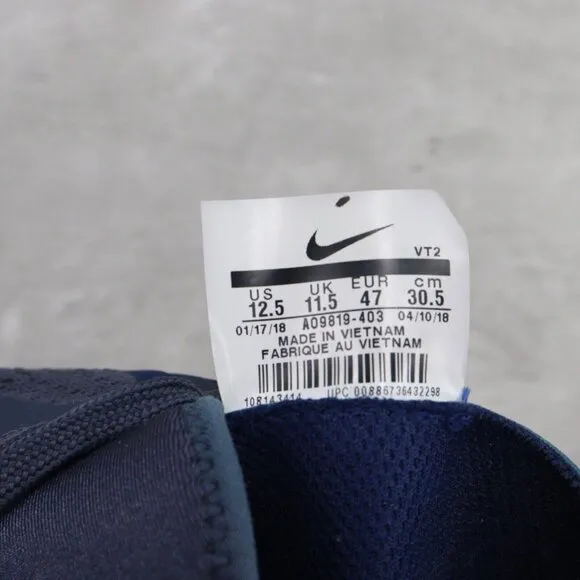 VT2
US UK EUR cm
12.5 11.5 47 30.5
01/17/18 AO9819-403 04/10/18
MADE IN VIETNAM
FABRIQUE AU VIETNAM
108143414 UPC 00886736432298